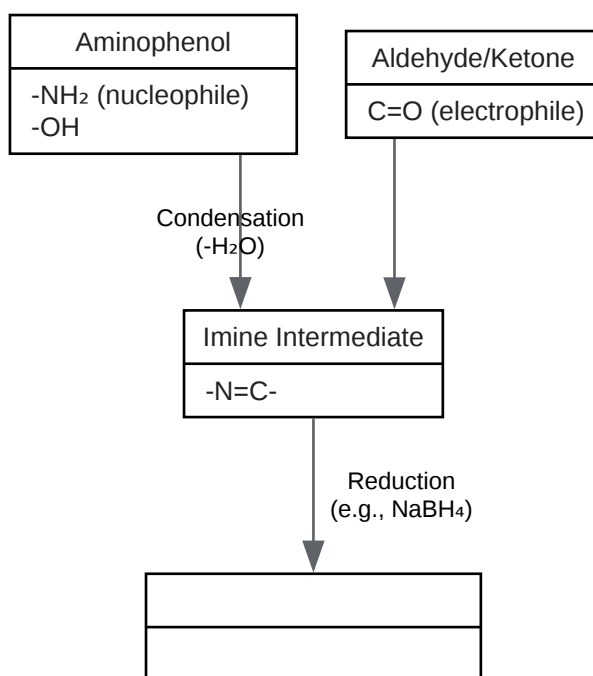 Aminophenol
-NH₂ (nucleophile)
-OH
Aldehyde/Ketone
C=O (electrophile)
Condensation
(-H₂O)
Imine Intermediate
-N=C-
Reduction
(e.g., NaBH₄)